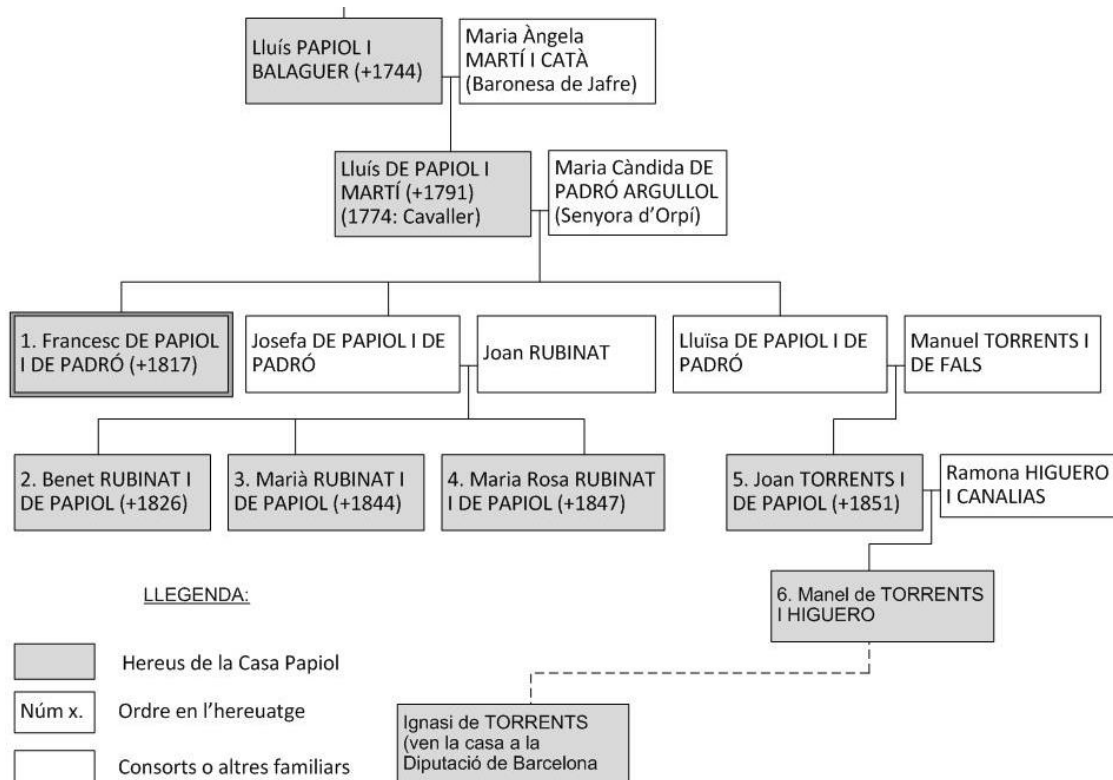 Lluís PAPIOL I
BALAGUER (+1744)
Maria Àngela
MARTÍ I CATÀ
(Baronesa de Jafre)
Lluís DE PAPIOL I
MARTÍ (+1791)
(1774: Cavaller)
Maria Càndida DE
PADRÓ ARGULLOL
(Senyora d'Orpí)
1. Francesc DE PAPIOL
I DE PADRÓ (+1817)
Josefa DE PAPIOL I DE
PADRÓ
Joan RUBINAT
Lluïsa DE PAPIOL I DE
PADRÓ
Manuel TORRENTS I
DE FALS
2. Benet RUBINAT I
DE PAPIOL (+1826)
3. Marià RUBINAT I
DE PAPIOL (+1844)
4. Maria Rosa RUBINAT
I DE PAPIOL (+1847)
5. Joan TORRENTS I
DE PAPIOL (+1851)
Ramona HIGUERO
I CANALIAS
6. Manel de TORRENTS
I HIGUERO
Ignasi de TORRENTS
(ven la casa a la
Diputació de Barcelona
LLEGENDA:
Hereus de la Casa Papiol
Núm x. Ordre en l'hereuatge
Consorts o altres familiars